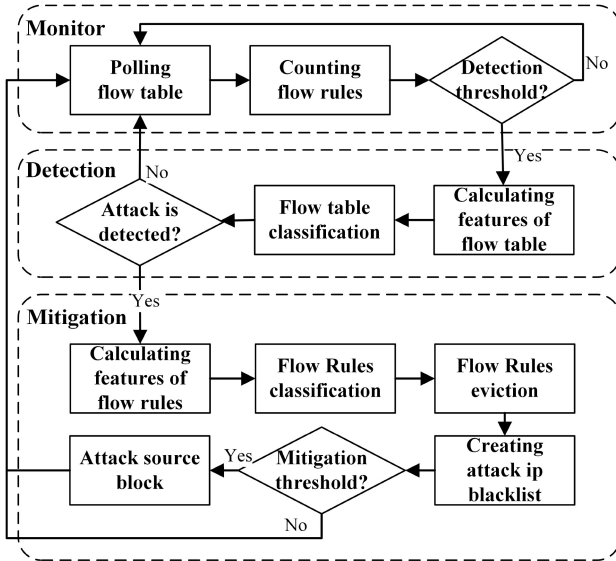 Monitor
Polling
flow table
Counting
flow rules
Detection
threshold?
No
Yes
Detection
No
Attack is
detected?
Flow table
classification
Calculating
features of
flow table
Yes
Mitigation
Calculating
features of
flow rules
Flow Rules
classification
Flow Rules
eviction
Attack source
block
Yes
Mitigation
threshold?
Creating
attack ip
blacklist
No